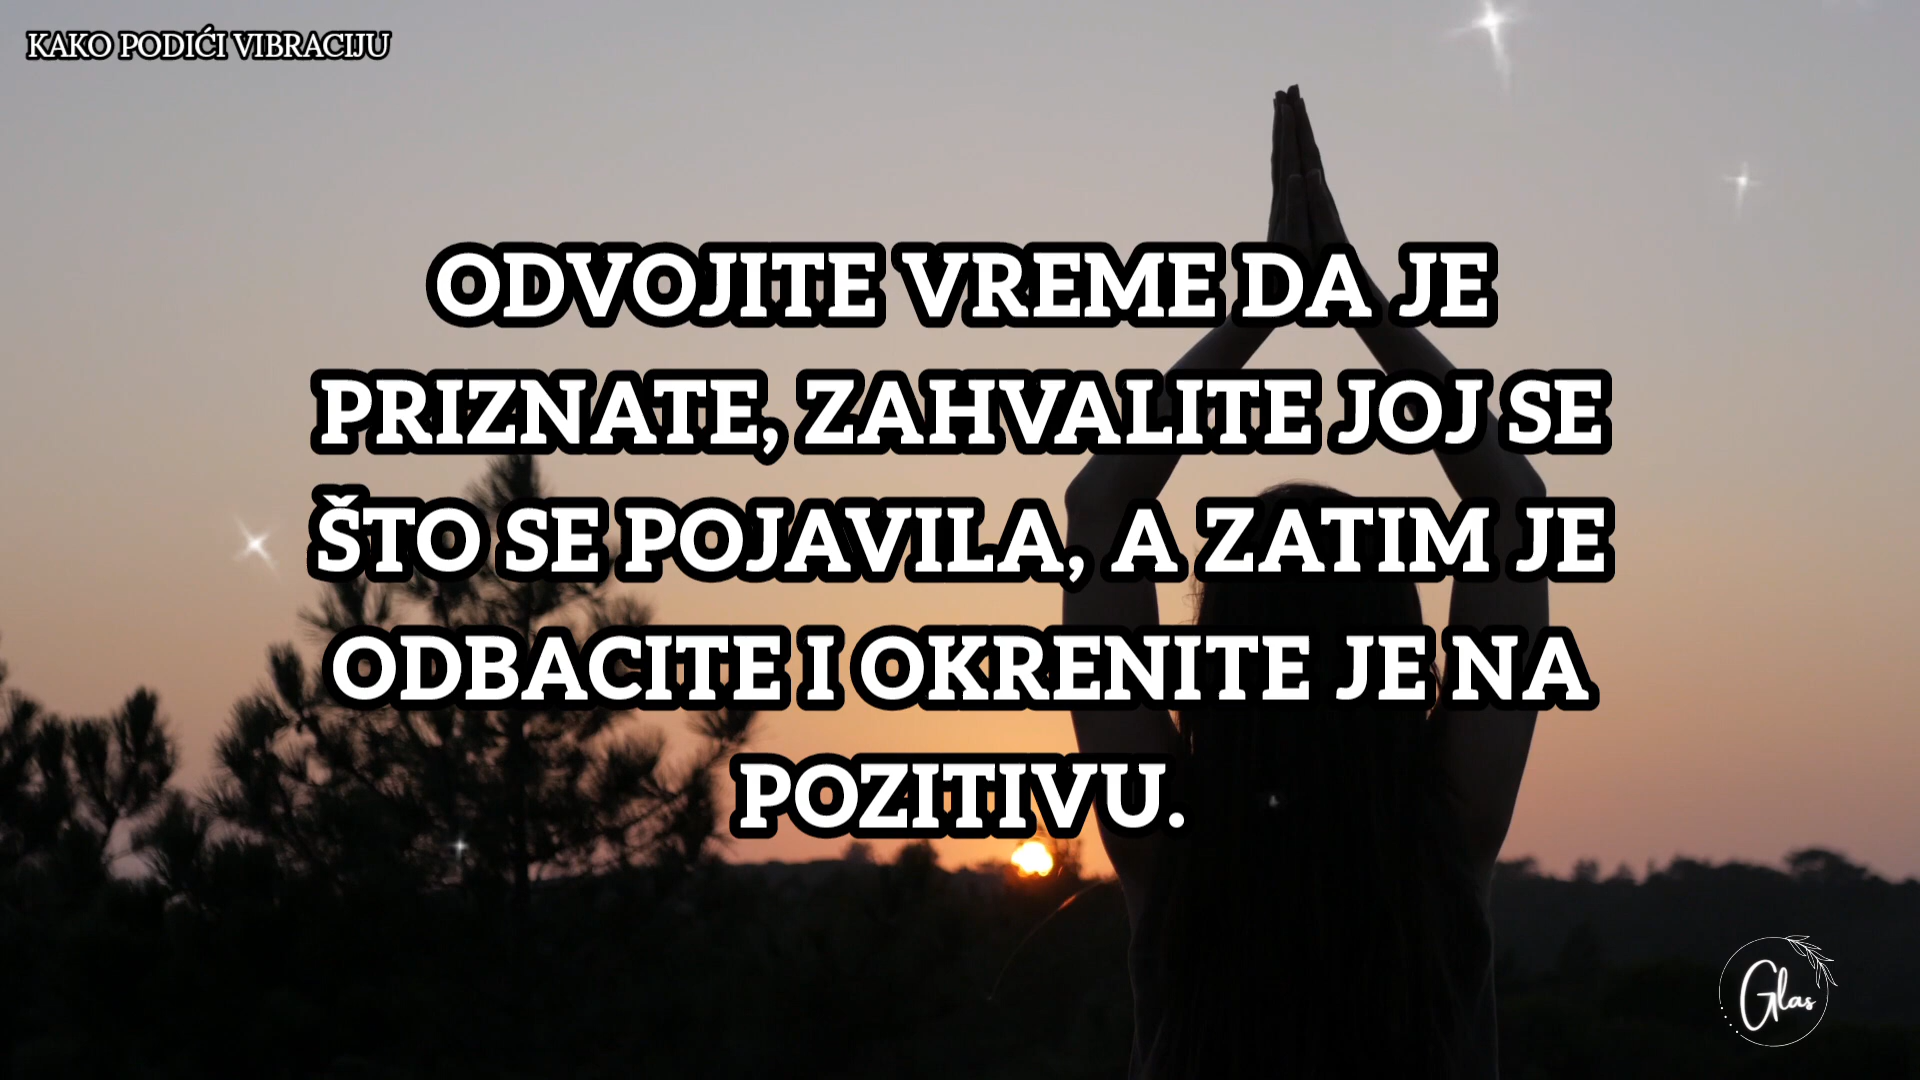 KAKO PODIĆI VIBRACIJU
ODVOJITE VREME DA JE
PRIZNATE, ZAHVALITE JOJ SE
ŠTO SE POJAVILA, A ZATIM JE
ODBACITE I OKRENITE JE NA
POZITIVU.
Glas